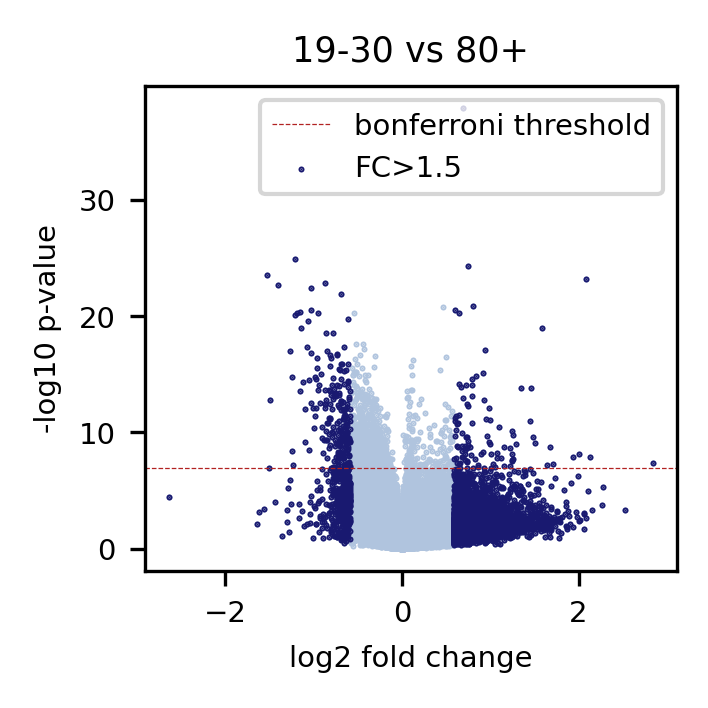 19-30 vs 80+
bonferroni threshold
FC>1.5
30
20
10
0
-log10 p-value
−2
0
2
log2 fold change